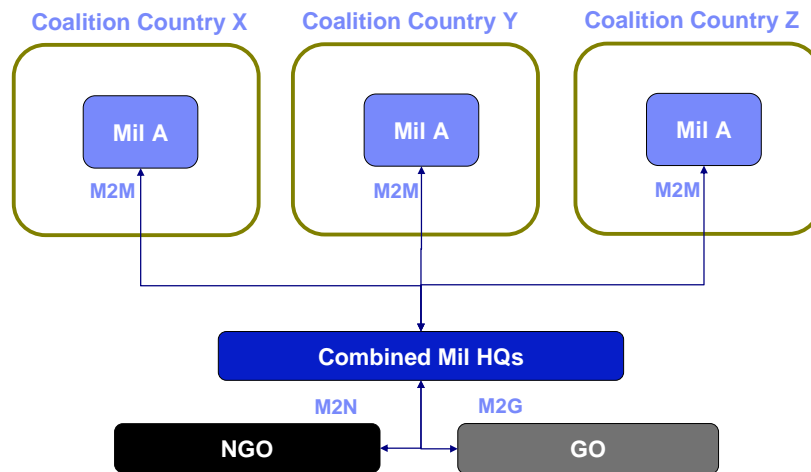 Coalition Country X
Coalition Country Y
Coalition Country Z
Mil A
Mil A
Mil A
M2M
M2M
M2M
Combined Mil HQs
M2N
M2G
NGO
GO